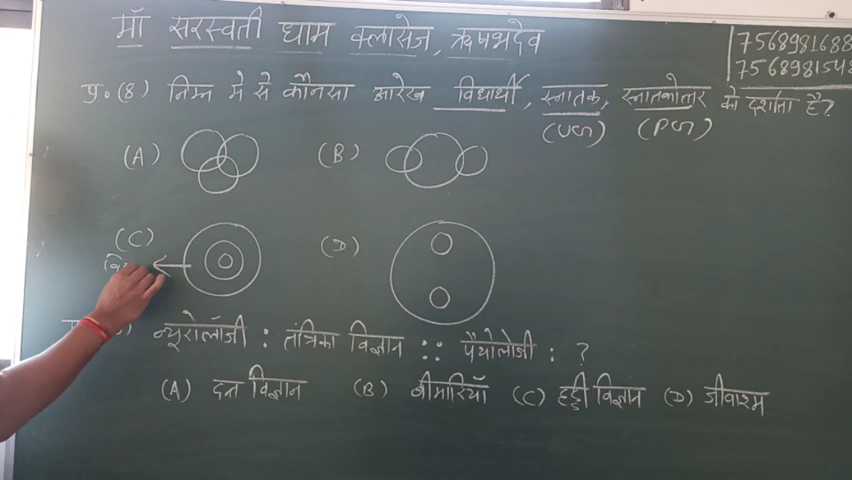 माँ सरस्वती धाम क्लासेज, ऋषभदेव
7568981688
756898154
प्र. (8) निम्न मे से कौनसा आरेख विद्यार्थी, स्नातक, स्नातकोत्तर को दर्शाता है?
(UG) (PG)
(A) (B)
(C) (D)
वि
न्यूरोलॉजी : तांत्रिका विज्ञान :: पैथोलोजी : ?
(A) दन्त विज्ञान (B) बीमारियाँ (C) हड्डी विज्ञान (D) जीवाश्म